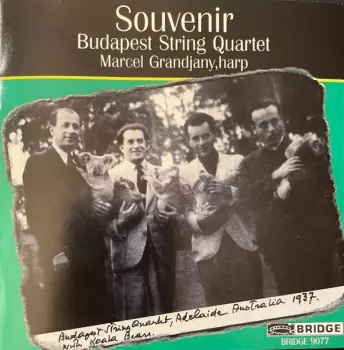 Souvenir
Budapest String Quartet
Marcel Grandjany, harp
Budapest String Quartet, Adelaide Australia 1937.
with Koala Bears.
BRIDGE
BRIDGE 9077